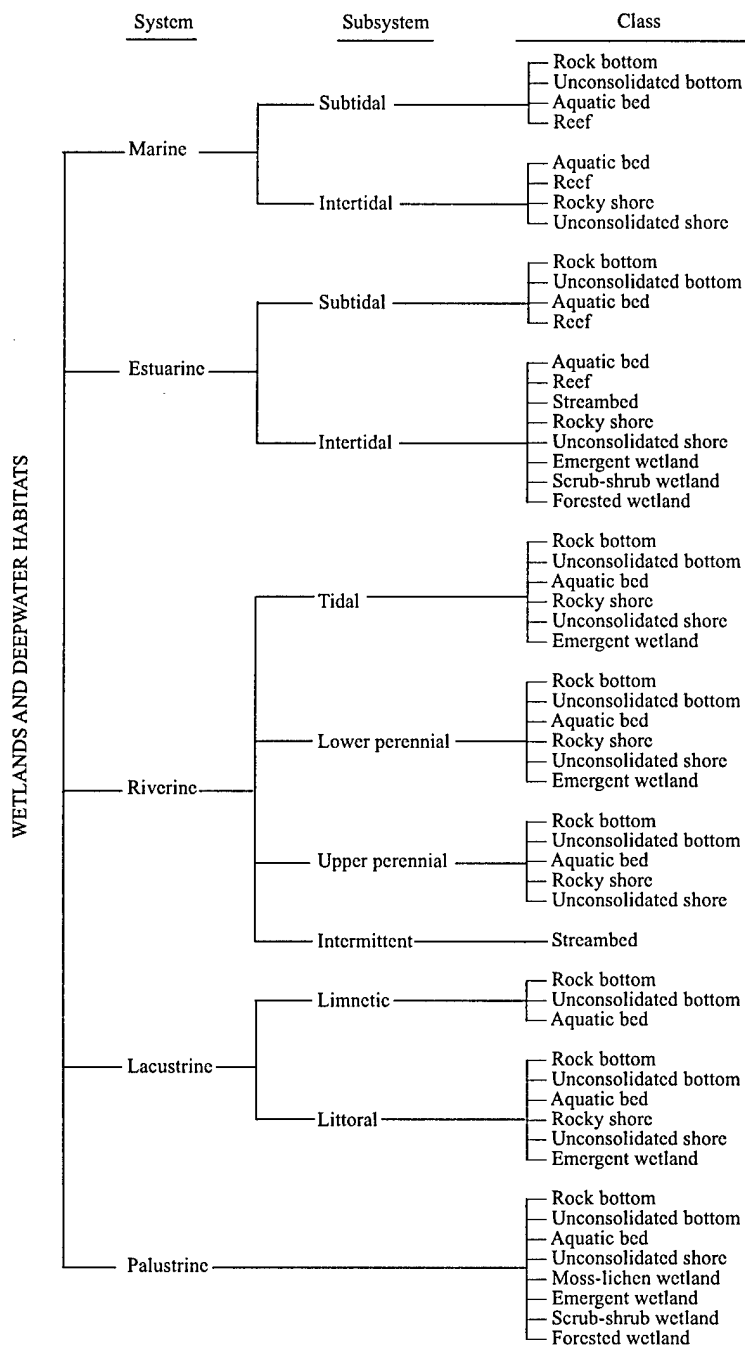 System Subsystem Class
WETLANDS AND DEEPWATER HABITATS
Marine
Subtidal
Rock bottom
Unconsolidated bottom
Aquatic bed
Reef
Intertidal
Aquatic bed
Reef
Rocky shore
Unconsolidated shore
Estuarine
Subtidal
Rock bottom
Unconsolidated bottom
Aquatic bed
Reef
Intertidal
Aquatic bed
Reef
Streambed
Rocky shore
Unconsolidated shore
Emergent wetland
Scrub-shrub wetland
Forested wetland
Riverine
Tidal
Rock bottom
Unconsolidated bottom
Aquatic bed
Rocky shore
Unconsolidated shore
Emergent wetland
Lower perennial
Rock bottom
Unconsolidated bottom
Aquatic bed
Rocky shore
Unconsolidated shore
Emergent wetland
Upper perennial
Rock bottom
Unconsolidated bottom
Aquatic bed
Rocky shore
Unconsolidated shore
Intermittent
Streambed
Lacustrine
Limnetic
Rock bottom
Unconsolidated bottom
Aquatic bed
Littoral
Rock bottom
Unconsolidated bottom
Aquatic bed
Rocky shore
Unconsolidated shore
Emergent wetland
Palustrine
Rock bottom
Unconsolidated bottom
Aquatic bed
Unconsolidated shore
Moss-lichen wetland
Emergent wetland
Scrub-shrub wetland
Forested wetland